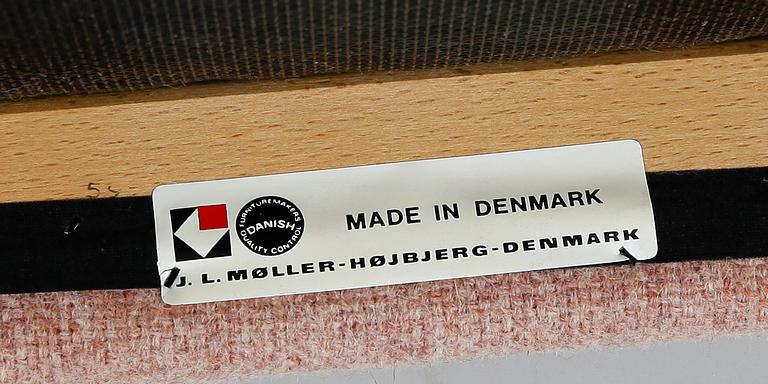 FURNITUREMAKERS
DANISH
QUALITY CONTROL
MADE IN DENMARK
J. L. MØLLER-HØJBJERG-DENMARK